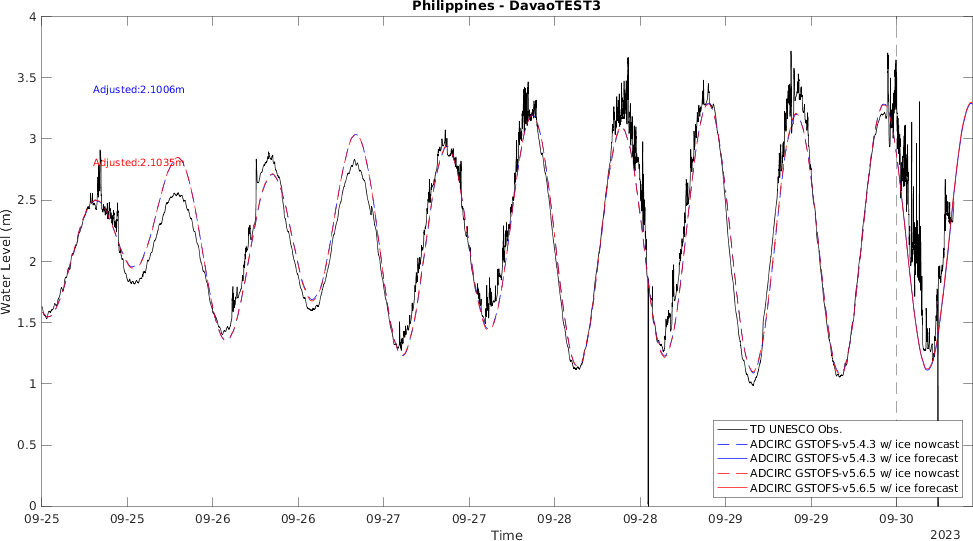 Philippines - DavaoTEST3
4
3.5
3
2.5
2
1.5
1
0.5
0
Water Level (m)
Adjusted:2.1006m
Adjusted:2.1035m
TD UNESCO Obs.
ADCIRC GSTOFS-v5.4.3 w/ ice nowcast
ADCIRC GSTOFS-v5.4.3 w/ ice forecast
ADCIRC GSTOFS-v5.6.5 w/ ice nowcast
ADCIRC GSTOFS-v5.6.5 w/ ice forecast
09-25 09-25 09-26 09-26 09-27 09-27 09-28 09-28 09-29 09-29 09-30
Time
2023